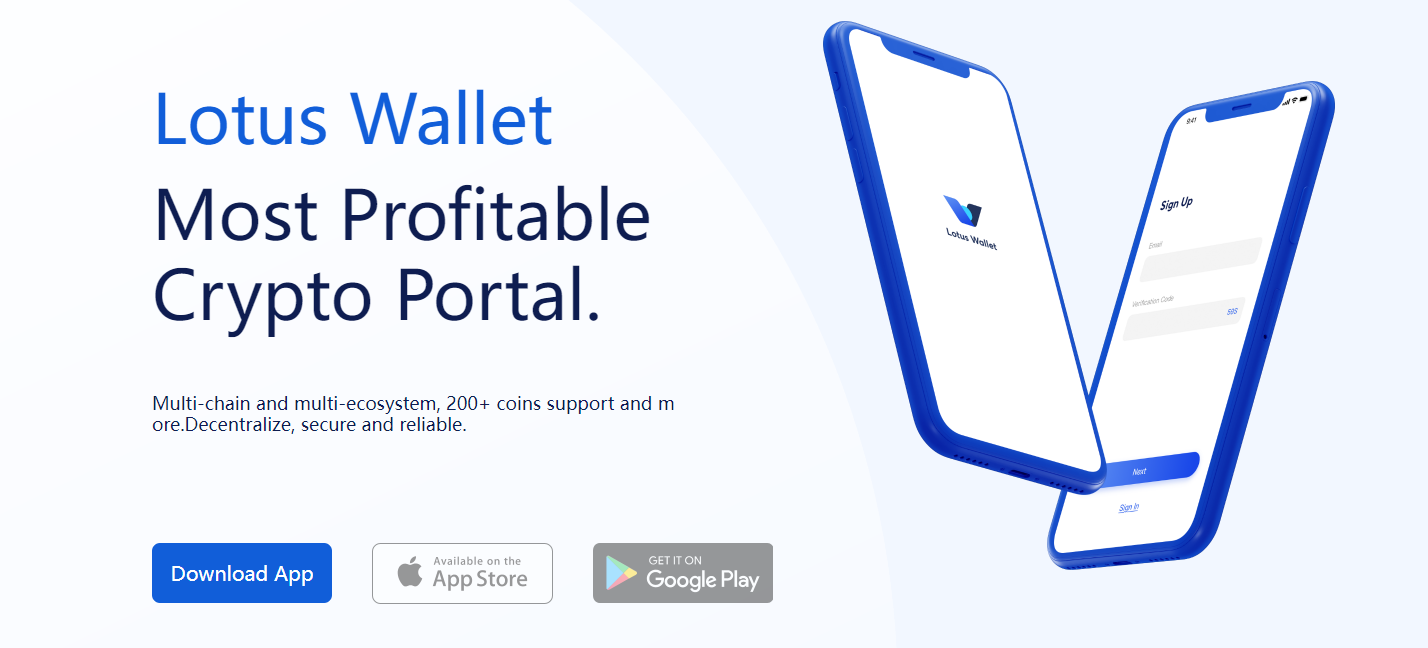 Lotus Wallet
Most Profitable
Crypto Portal.
Multi-chain and multi-ecosystem, 200+ coins support and m
ore.Decentralize, secure and reliable.
Download App
Available on the
App Store
GET IT ON
Google Play
Lotus Wallet
9:41
Sign Up
Email
Verification Code
59S
Next
Sign in